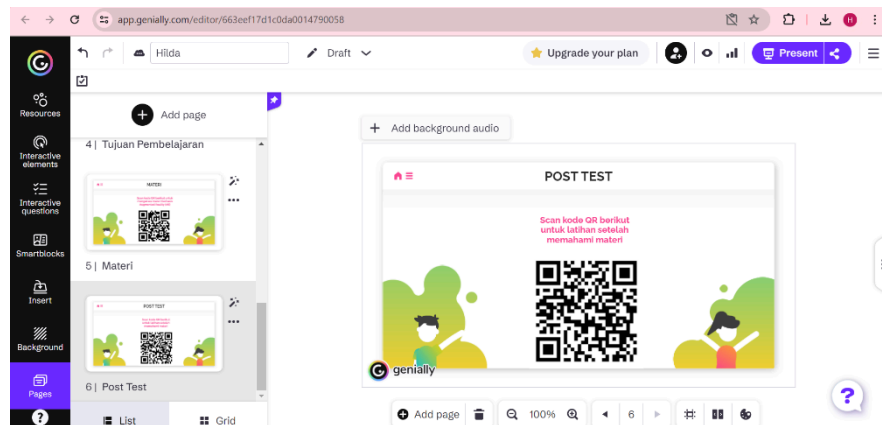 app.genially.com/editor/663eef17d1c0da0014790058
H
G
Hilda
Draft
Upgrade your plan
Present
Resources
Interactive
elements
Interactive
questions
Smartblocks
Insert
Background
Pages
?
Add page
4 | Tujuan Pembelajaran
MATERI
5 | Materi
POST TEST
6 | Post Test
List
Grid
+ Add background audio
POST TEST
Scan kode QR berikut
untuk latihan setelah
memahami materi
G genially
Add page
100%
6
?